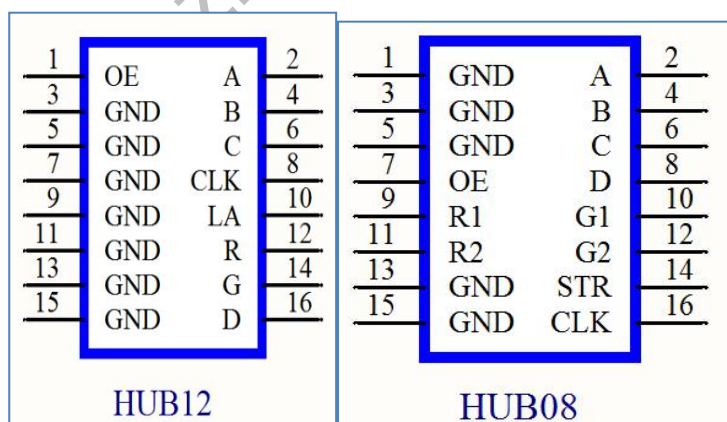 1 OE A 2
3 GND B 4
5 GND C 6
7 GND CLK 8
9 GND LA 10
11 GND R 12
13 GND G 14
15 GND D 16
HUB12
1 GND A 2
3 GND B 4
5 GND C 6
7 OE D 8
9 R1 G1 10
11 R2 G2 12
13 GND STR 14
15 GND CLK 16
HUB08